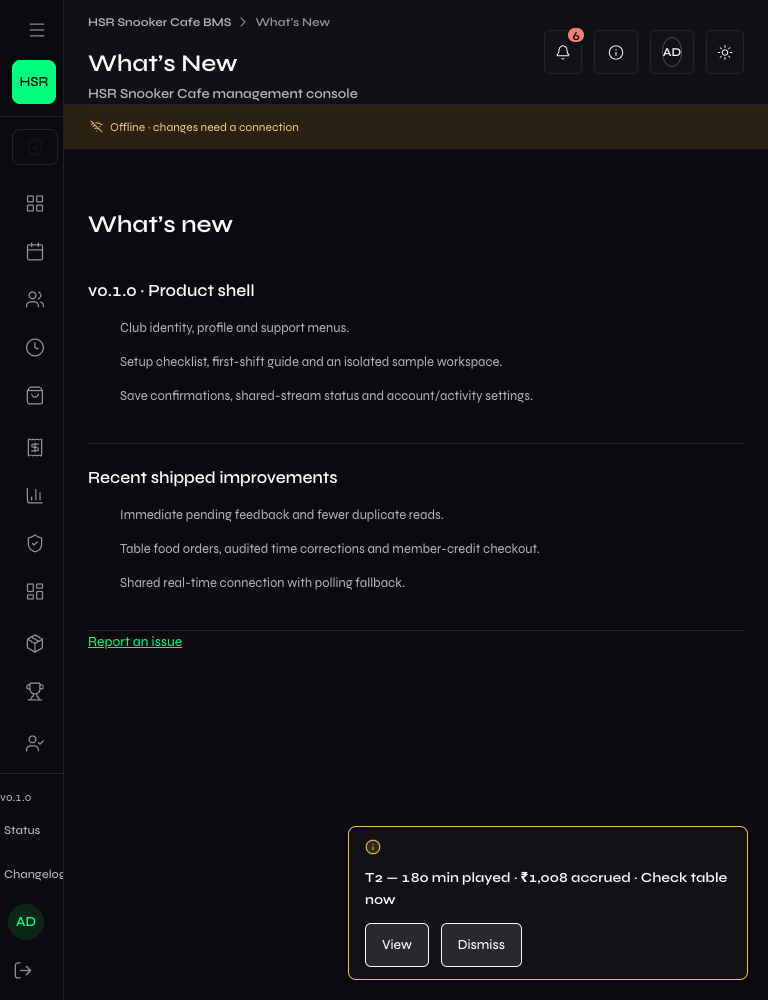 HSR Snooker Cafe BMS > What's New
What's New
HSR Snooker Cafe management console
6
AD
HSR
Offline · changes need a connection
What's new
v0.1.0 · Product shell
Club identity, profile and support menus.
Setup checklist, first-shift guide and an isolated sample workspace.
Save confirmations, shared-stream status and account/activity settings.
Recent shipped improvements
Immediate pending feedback and fewer duplicate reads.
Table food orders, audited time corrections and member-credit checkout.
Shared real-time connection with polling fallback.
Report an issue
v0.1.0
Status
Changelog
AD
T2 — 180 min played · ₹1,008 accrued · Check table
now
View
Dismiss